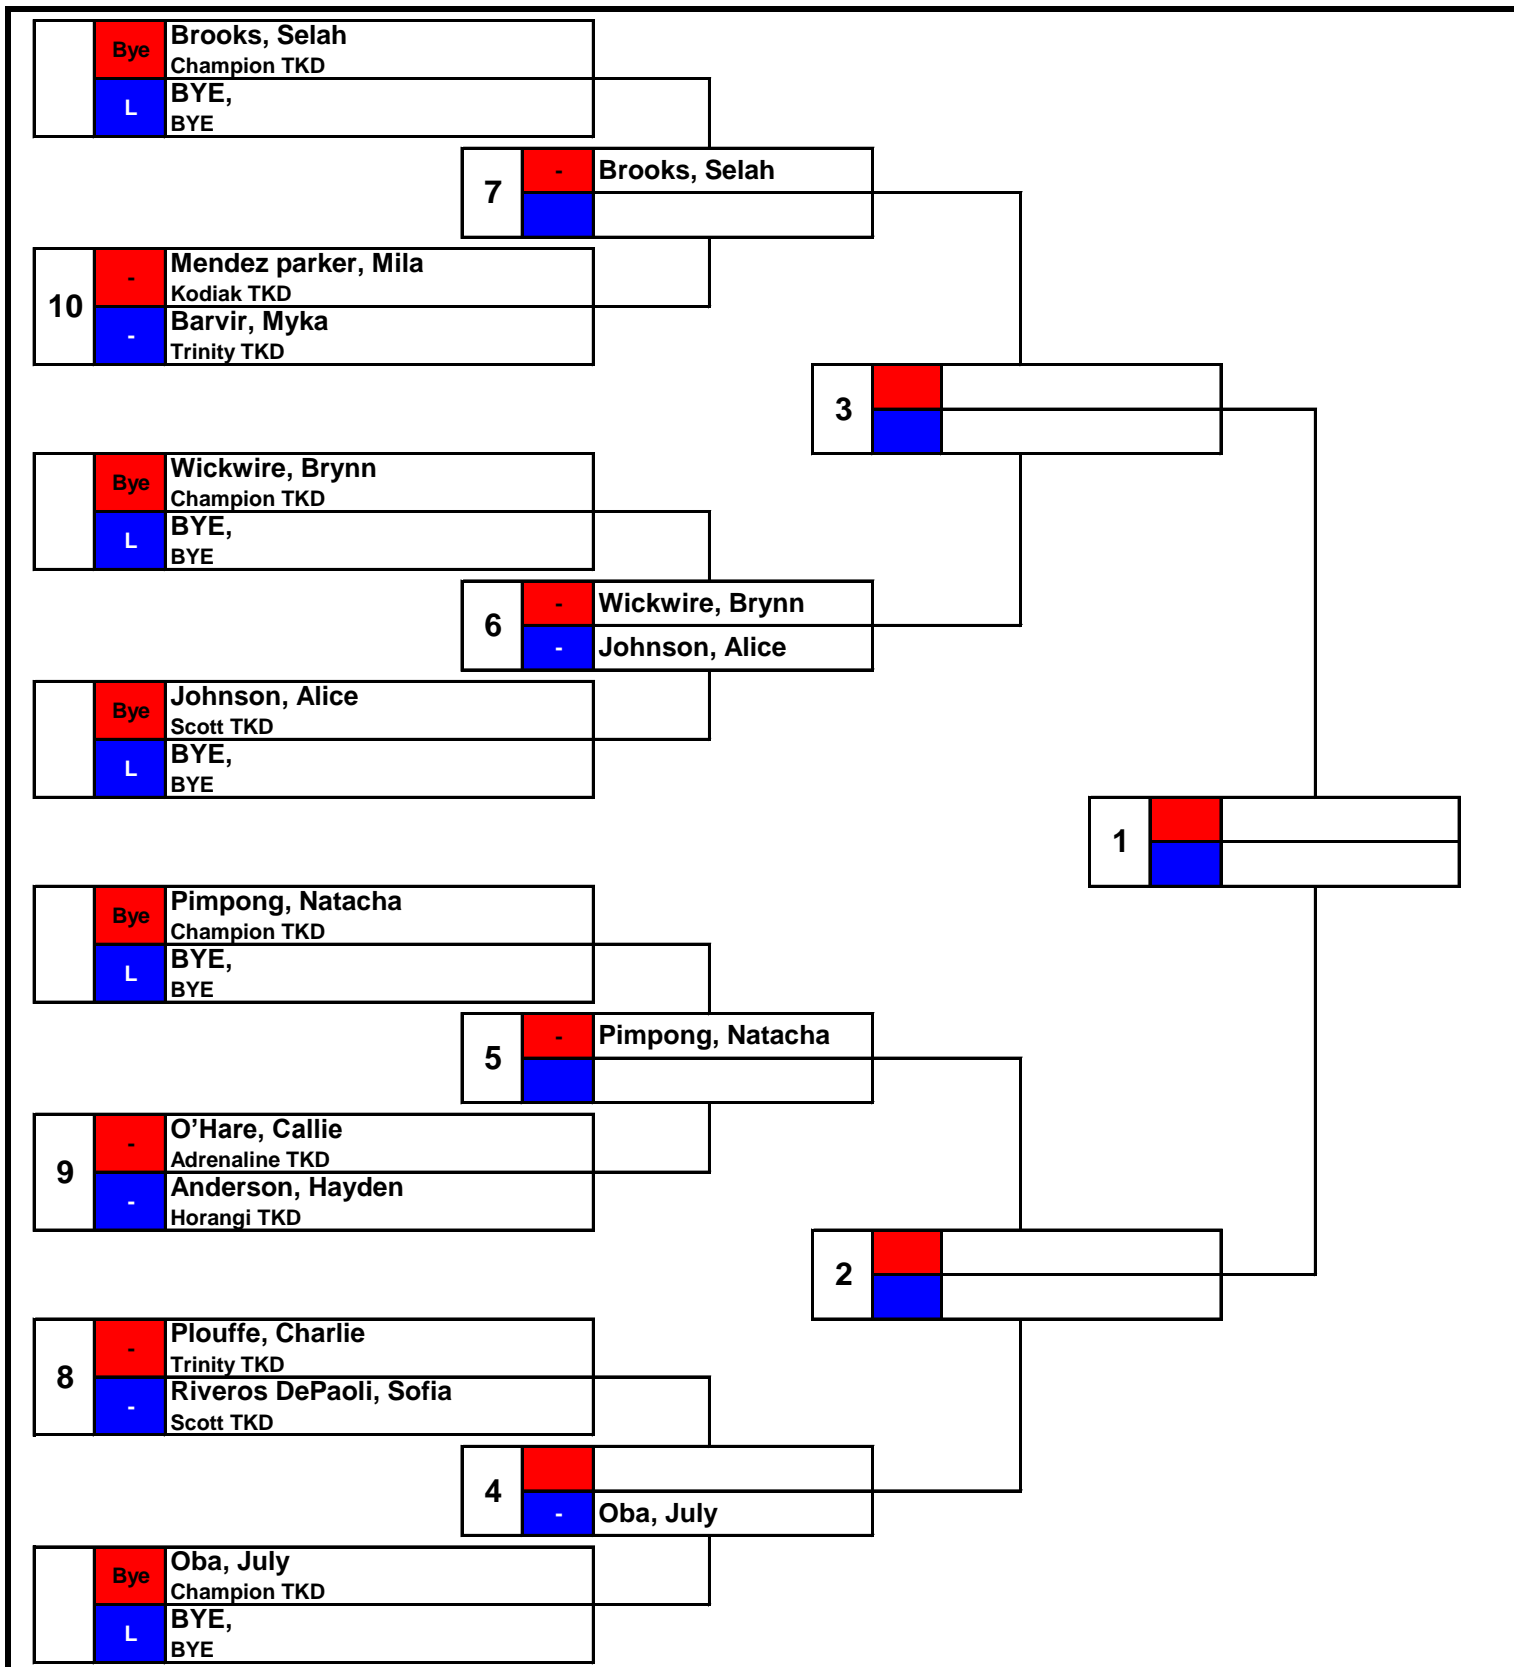 Bye
Brooks, Selah
Champion TKD
L
BYE,
BYE
7
-
Brooks, Selah
10
-
Mendez parker, Mila
Kodiak TKD
-
Barvir, Myka
Trinity TKD
3
Bye
Wickwire, Brynn
Champion TKD
L
BYE,
BYE
6
-
Wickwire, Brynn
-
Johnson, Alice
Bye
Johnson, Alice
Scott TKD
L
BYE,
BYE
1
Bye
Pimpong, Natacha
Champion TKD
L
BYE,
BYE
5
-
Pimpong, Natacha
9
-
O’Hare, Callie
Adrenaline TKD
-
Anderson, Hayden
Horangi TKD
2
8
-
Plouffe, Charlie
Trinity TKD
-
Riveros DePaoli, Sofia
Scott TKD
4
-
Oba, July
Bye
Oba, July
Champion TKD
L
BYE,
BYE